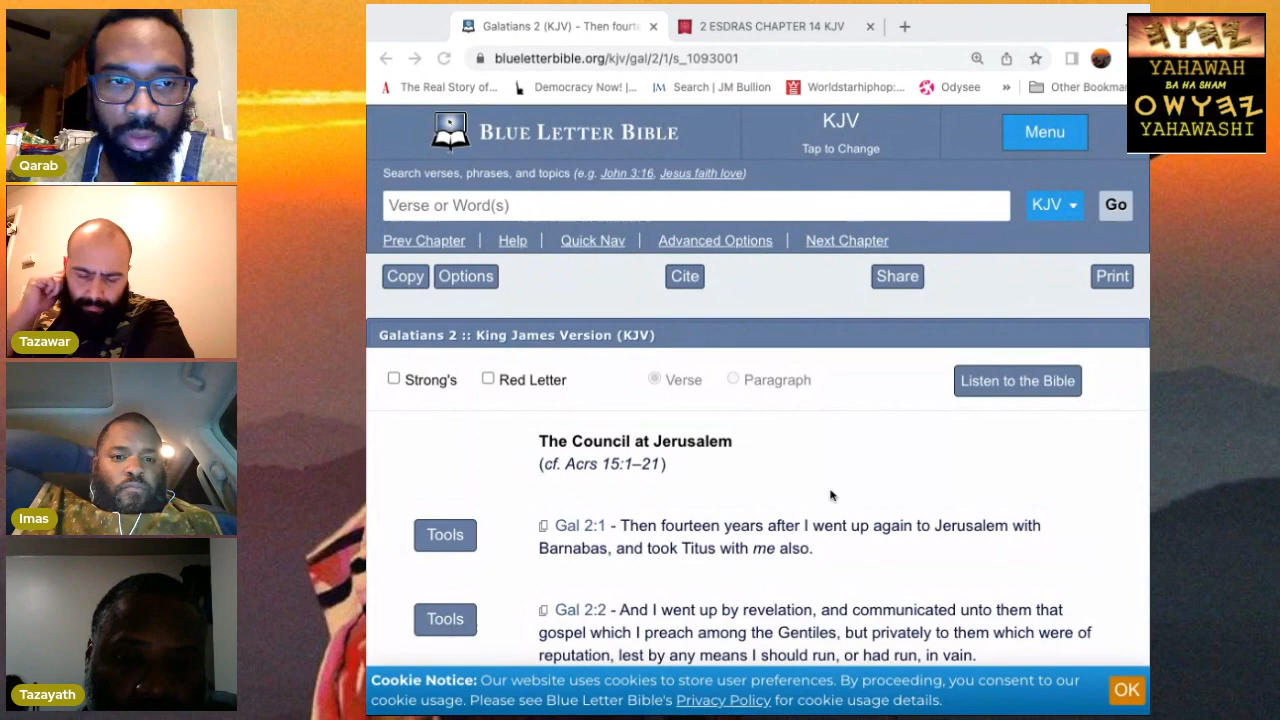 Qarab
Tazawar
Imas
Tazayath
Galatians 2 (KJV) - Then fourte
2 ESDRAS CHAPTER 14 KJV
blueletterbible.org/kjv/gal/2/1/s_1093001
The Real Story of...
Democracy Now! |...
Search | JM Bullion
Worldstarhiphop:...
Odysee
»
Other Bookmar
BLUE LETTER BIBLE
KJV
Tap to Change
Menu
Search verses, phrases, and topics (e.g. John 3:16, Jesus faith love)
Verse or Word(s)
KJV
Go
Prev Chapter | Help | Quick Nav | Advanced Options | Next Chapter
Copy Options Cite Share Print
Galatians 2 :: King James Version (KJV)
Strong's Red Letter Verse Paragraph Listen to the Bible
The Council at Jerusalem
(cf. Acrs 15:1–21)
Tools
Gal 2:1 - Then fourteen years after I went up again to Jerusalem with
Barnabas, and took Titus with me also.
Tools
Gal 2:2 - And I went up by revelation, and communicated unto them that
gospel which I preach among the Gentiles, but privately to them which were of
reputation, lest by any means I should run, or had run, in vain.
Cookie Notice: Our website uses cookies to store user preferences. By proceeding, you consent to our
cookie usage. Please see Blue Letter Bible's Privacy Policy for cookie usage details.
OK
YAHAWAH
BA HA SHAM
YAHAWASHI